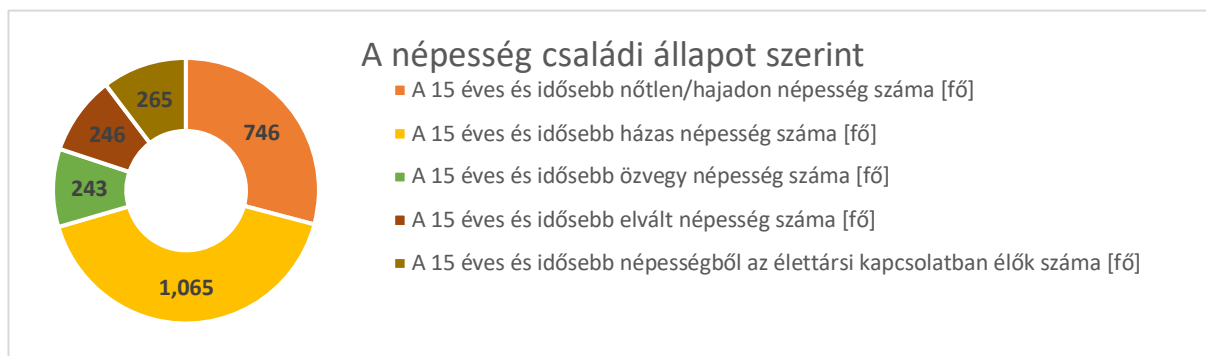 A népesség családi állapot szerint
A 15 éves és idősebb nőtlen/hajadon népesség száma [fő]
A 15 éves és idősebb házas népesség száma [fő]
A 15 éves és idősebb özvegy népesség száma [fő]
A 15 éves és idősebb elvált népesség száma [fő]
A 15 éves és idősebb népességből az élettársi kapcsolatban élők száma [fő]
265
746
246
243
1,065